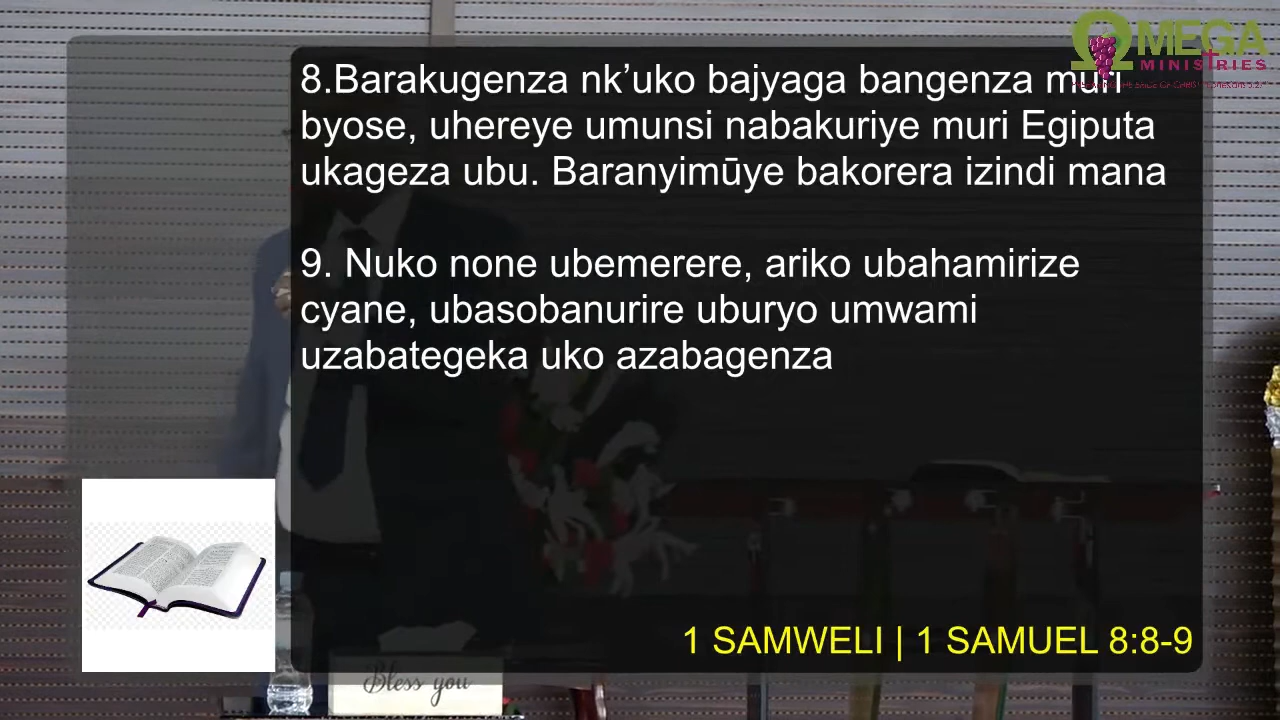 ΩMEGA
MINISTRIES
8.Barakugenza nk’uko bajyaga bangenza muri
byose, uhereye umunsi nabakuriye muri Egiputa
ukageza ubu. Baranyimūye bakorera izindi mana
9. Nuko none ubemerere, ariko ubahamirize
cyane, ubasobanurire uburyo umwami
uzabategeka uko azabagenza
1 SAMWELI | 1 SAMUEL 8:8-9
Bless you